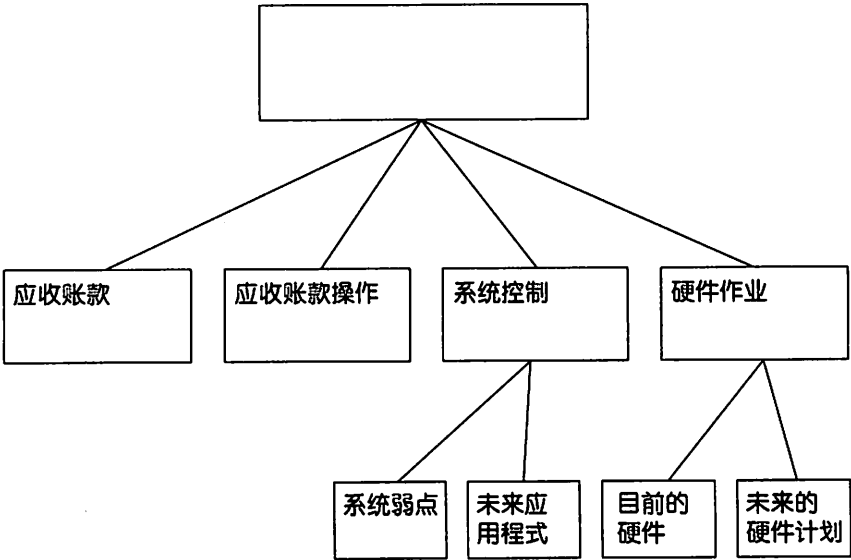 应收账款
应收账款操作
系统控制
硬件作业
系统弱点
未来应
用程式
目前的
硬件
未来的
硬件计划